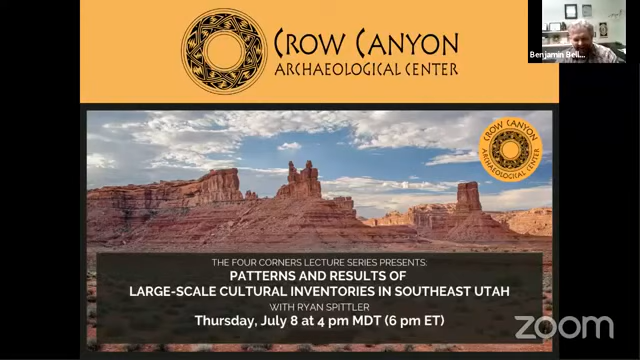 CROW CANYON
ARCHAEOLOGICAL CENTER
Benjamin Bell...
CROW CANYON
ARCHAEOLOGICAL CENTER
THE FOUR CORNERS LECTURE SERIES PRESENTS:
PATTERNS AND RESULTS OF
LARGE-SCALE CULTURAL INVENTORIES IN SOUTHEAST UTAH
WITH RYAN SPITTLER
Thursday, July 8 at 4 pm MDT (6 pm ET)
zoom